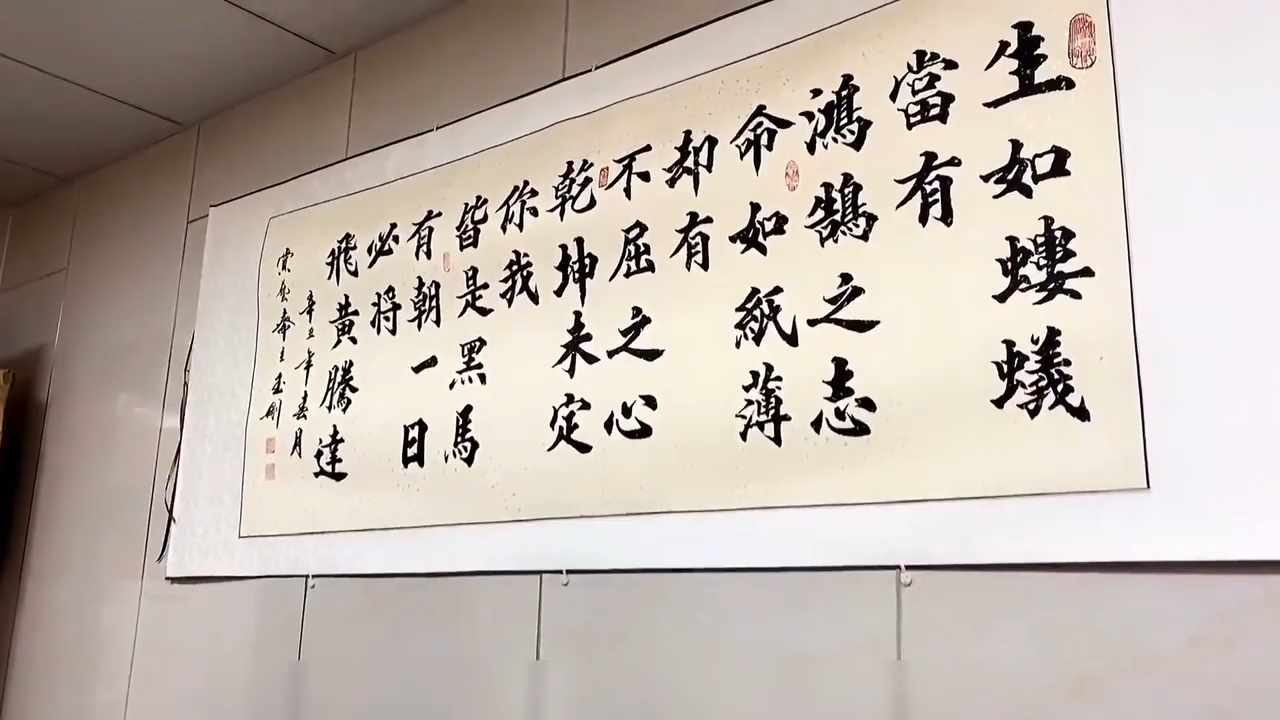 生如螻蟻
當有
鴻鵠之志
命如紙薄
却有
不屈之心
乾坤未定
你我
皆是黑馬
有朝一日
必将
飛黃騰達
辛丑年春月